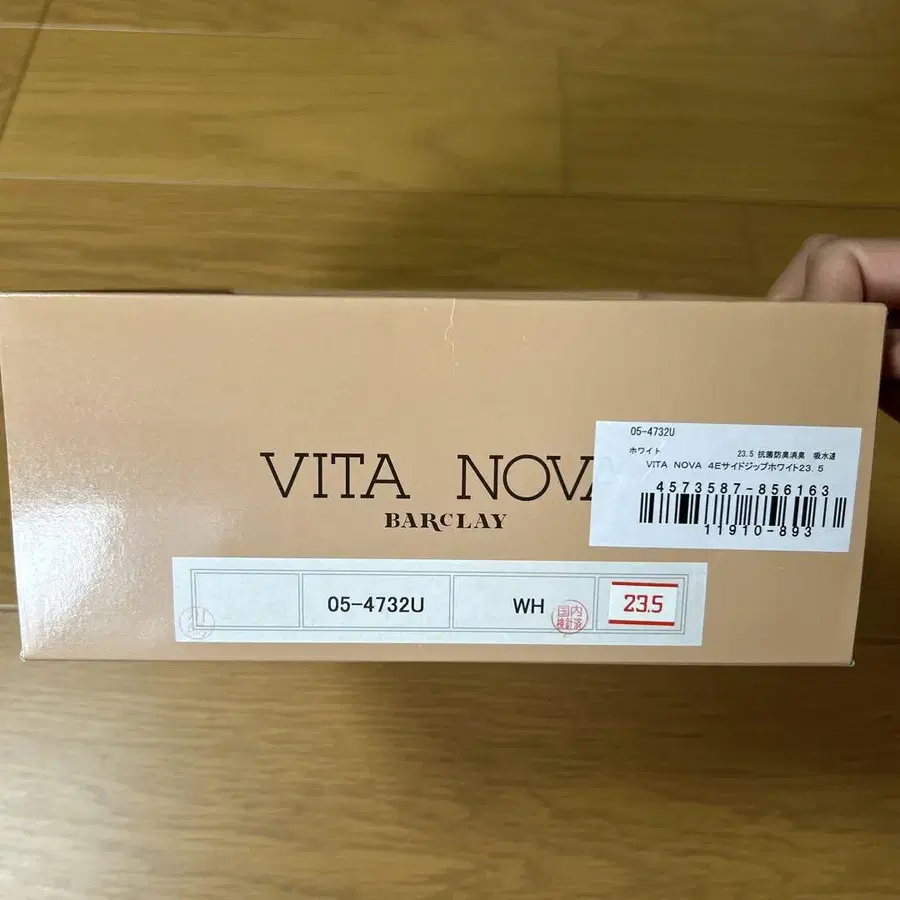 VITA NOVA
BARCLAY
05-4732U
ホワイト 23.5 抗菌防臭消臭 吸水速
VITA NOVA 4Eサイドジップホワイト23.5
4573587-856163
11910-893
05-4732U WH 23.5
国内
検針済